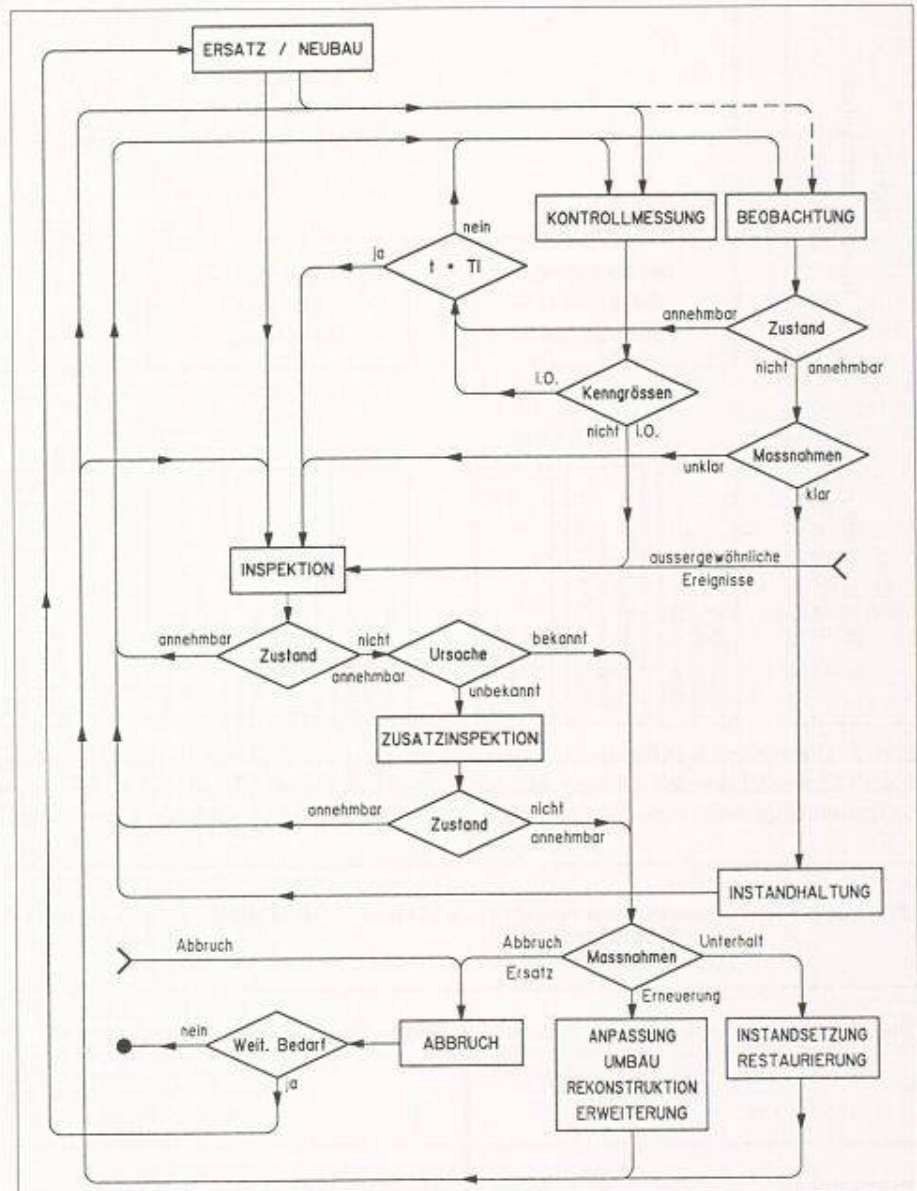 ERSATZ / NEUBAU
KONTROLLMESSUNG
BEOBACHTUNG
nein
ja
t = TI
annehmbar
Zustand
nicht annehmbar
I.O.
Kenngrössen
nicht I.O.
Massnahmen
unklar
klar
INSPEKTION
aussergewöhnliche
Ereignisse
annehmbar
Zustand
nicht
annehmbar
Ursache
bekannt
unbekannt
ZUSATZINSPEKTION
annehmbar
Zustand
nicht
annehmbar
INSTANDHALTUNG
Abbruch
Abbruch
Ersatz
Massnahmen
Unterhalt
Erneuerung
nein
Weit. Bedarf
ja
ABBRUCH
ANPASSUNG
UMBAU
REKONSTRUKTION
ERWEITERUNG
INSTANDSETZUNG
RESTAURIERUNG